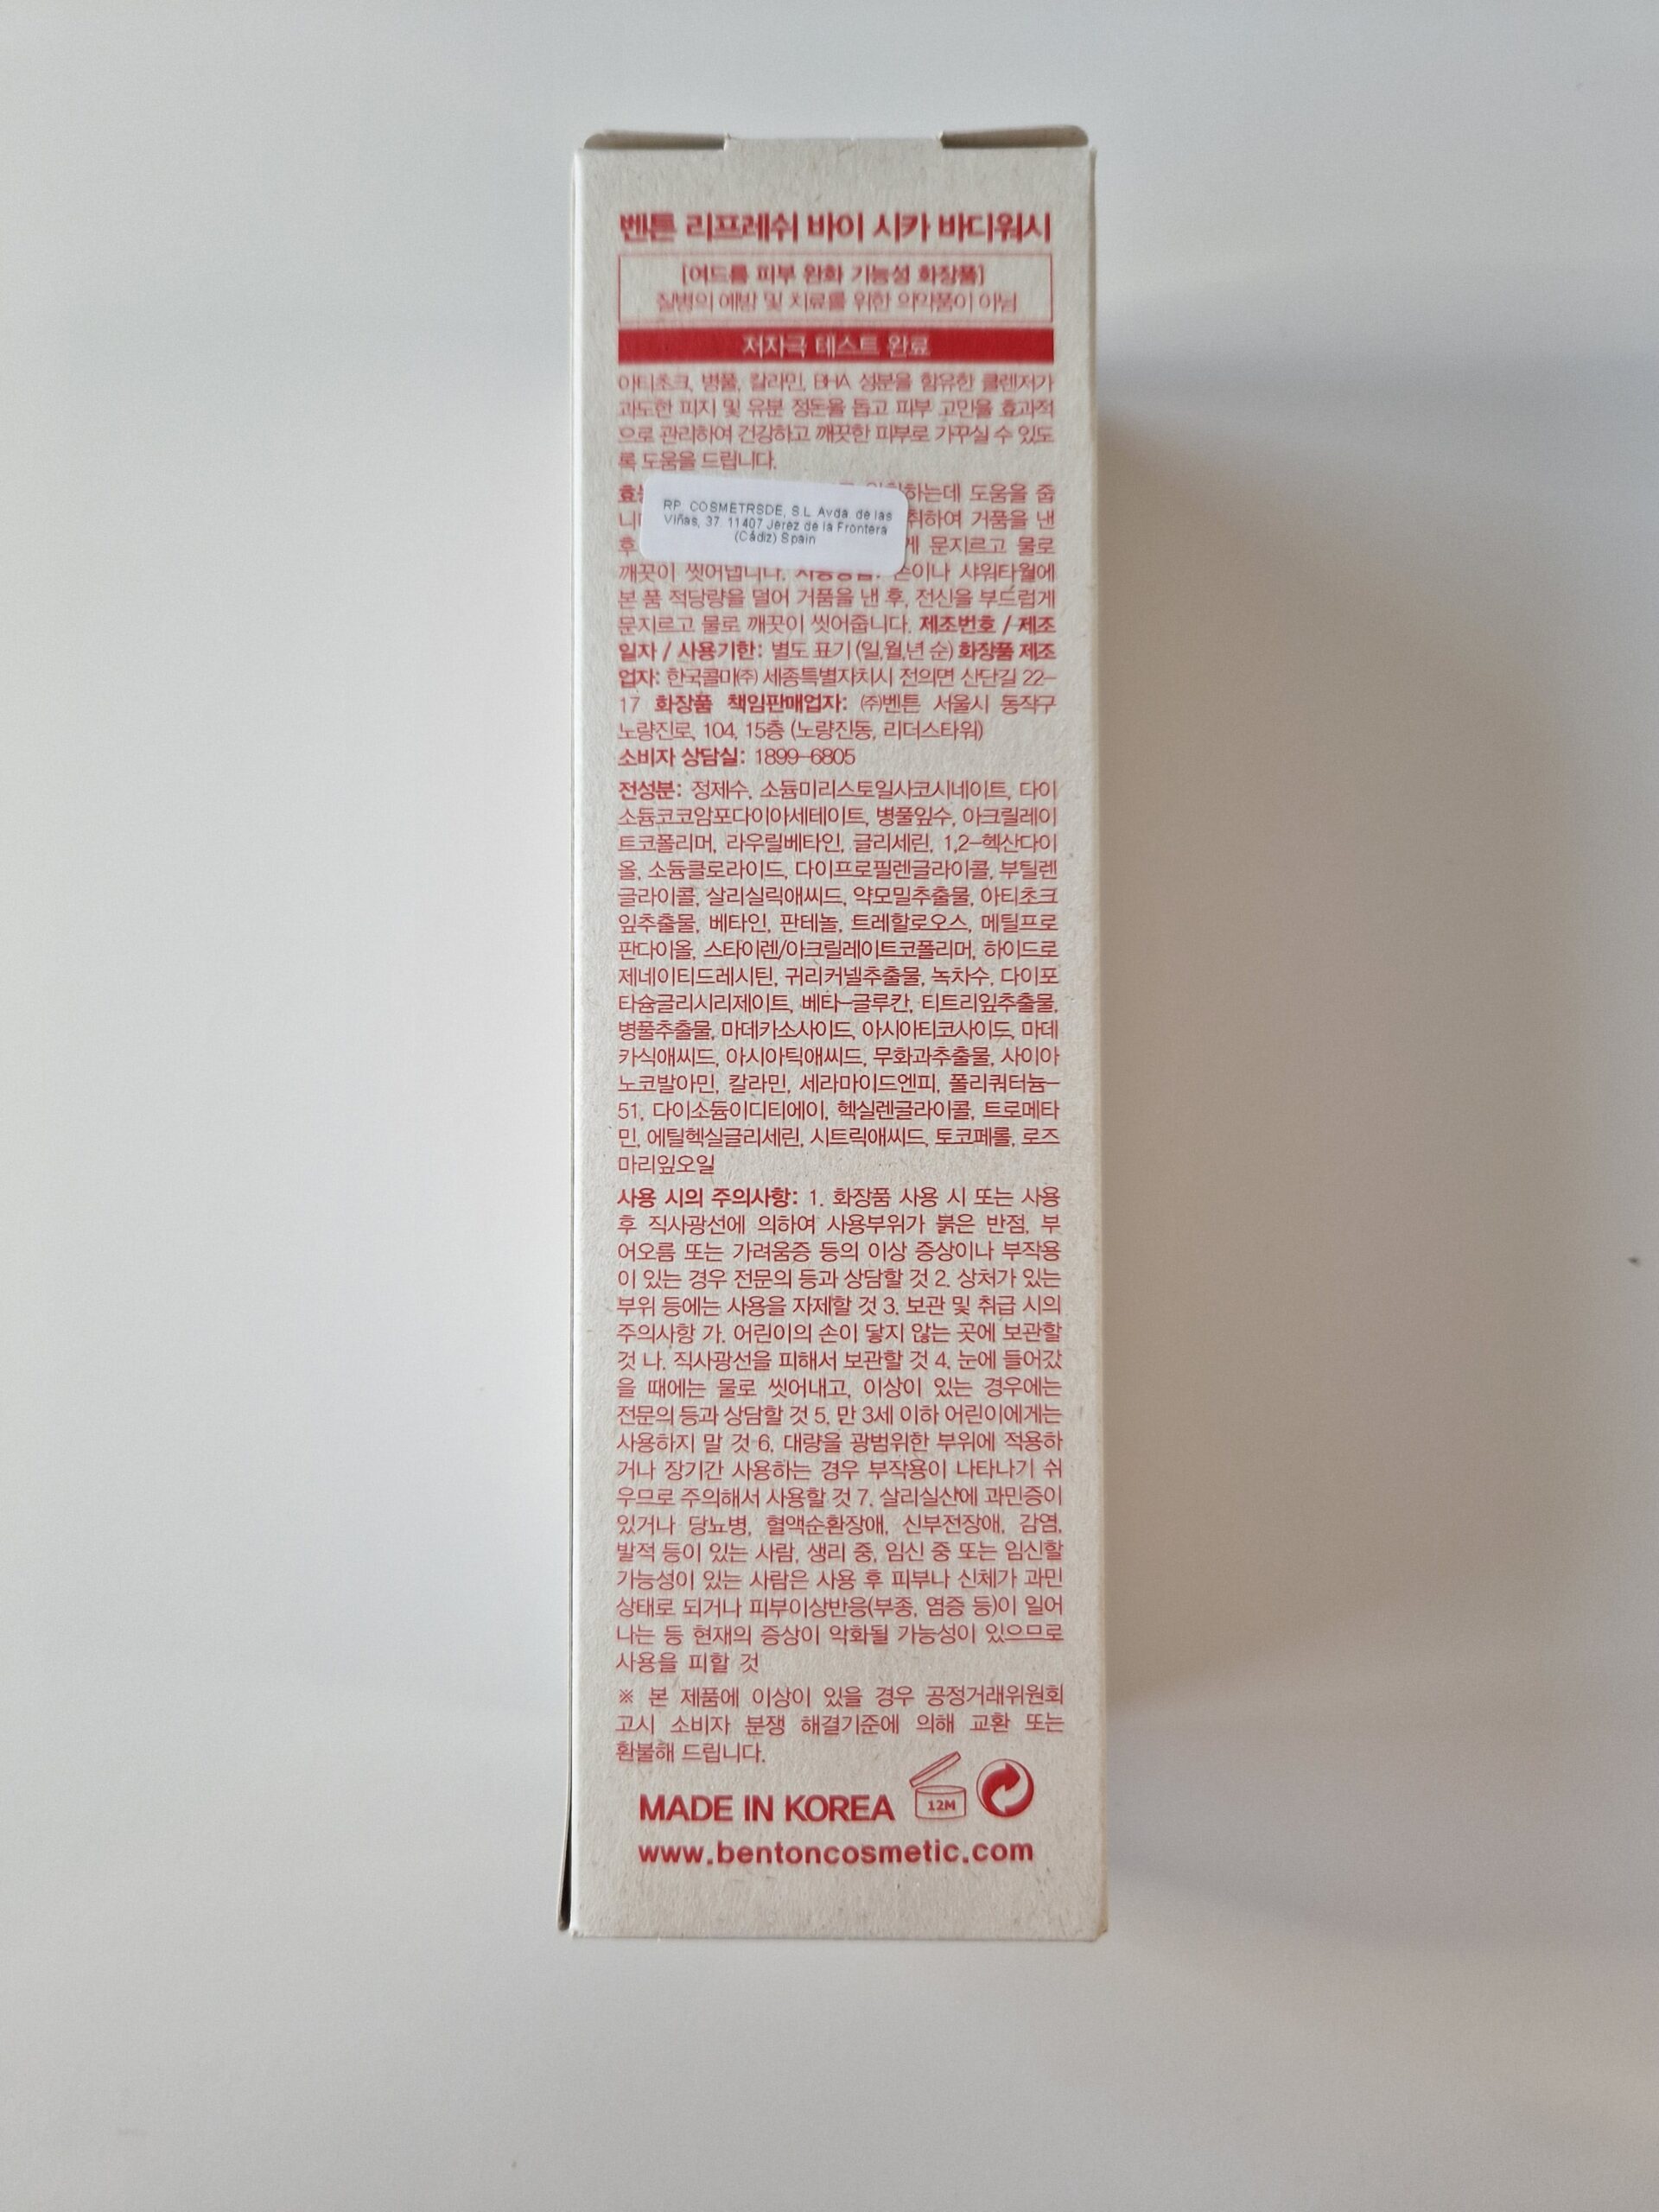 벤튼 리프레쉬 바이 시카 바디워시
[여드름 피부 완화 기능성 화장품]
질병의 예방 및 치료를 위한 의약품이 아님
저자극 테스트 완료
아티초크, 병풀, 칼라민, BHA 성분을 함유한 클렌저가
과도한 피지 및 유분 정돈을 돕고 피부 고민을 효과적
으로 관리하여 건강하고 깨끗한 피부로 가꾸실 수 있도
록 도움을 드립니다.
하는데 도움을 줍
RP. COSMETRSDE, S.L. Avda. de las
Viñas, 37. 11407 Jerez de la Frontera
(Cádiz) Spain
취하여 거품을 낸
후 게 문지르고 물로
깨끗이 씻어냅니다. 사용방법: 손이나 샤워타월에
본 품 적당량을 덜어 거품을 낸 후, 전신을 부드럽게
문지르고 물로 깨끗이 씻어줍니다. 제조번호 / 제조
일자 / 사용기한: 별도 표기 (일,월,년 순) 화장품 제조
업자: 한국콜마㈜ 세종특별자치시 전의면 산단길 22-
17 화장품 책임판매업자: ㈜벤튼 서울시 동작구
노량진로, 104, 15층 (노량진동, 리더스타워)
소비자 상담실: 1899-6805
전성분: 정제수, 소듐미리스토일사코시네이트, 다이
소듐코코암포다이아세테이트, 병풀잎수, 아크릴레이
트코폴리머, 라우릴베타인, 글리세린, 1,2-헥산다이
올, 소듐클로라이드, 다이프로필렌글라이콜, 부틸렌
글라이콜, 살리실릭애씨드, 약모밀추출물, 아티초크
잎추출물, 베타인, 판테놀, 트레할로오스, 메틸프로
판다이올, 스타이렌/아크릴레이트코폴리머, 하이드로
제네이티드레시틴, 귀리커넬추출물, 녹차수, 다이포
타슘글리시리제이트, 베타-글루칸, 티트리잎추출물,
병풀추출물, 마데카소사이드, 아시아티코사이드, 마데
카식애씨드, 아시아틱애씨드, 무화과추출물, 사이아
노코발아민, 칼라민, 세라마이드엔피, 폴리쿼터늄-
51, 다이소듐이디티에이, 헥실렌글라이콜, 트로메타
민, 에틸헥실글리세린, 시트릭애씨드, 토코페롤, 로즈
마리잎오일
사용 시의 주의사항: 1. 화장품 사용 시 또는 사용
후 직사광선에 의하여 사용부위가 붉은 반점, 부
어오름 또는 가려움증 등의 이상 증상이나 부작용
이 있는 경우 전문의 등과 상담할 것 2. 상처가 있는
부위 등에는 사용을 자제할 것 3. 보관 및 취급 시의
주의사항 가. 어린이의 손이 닿지 않는 곳에 보관할
것 나. 직사광선을 피해서 보관할 것 4. 눈에 들어갔
을 때에는 물로 씻어내고, 이상이 있는 경우에는
전문의 등과 상담할 것 5. 만 3세 이하 어린이에게는
사용하지 말 것 6. 대량을 광범위한 부위에 적용하
거나 장기간 사용하는 경우 부작용이 나타나기 쉬
우므로 주의해서 사용할 것 7. 살리실산에 과민증이
있거나 당뇨병, 혈액순환장애, 신부전장애, 감염,
발적 등이 있는 사람, 생리 중, 임신 중 또는 임신할
가능성이 있는 사람은 사용 후 피부나 신체가 과민
상태로 되거나 피부이상반응(부종, 염증 등)이 일어
나는 등 현재의 증상이 악화될 가능성이 있으므로
사용을 피할 것
※ 본 제품에 이상이 있을 경우 공정거래위원회
고시 소비자 분쟁 해결기준에 의해 교환 또는
환불해 드립니다.
MADE IN KOREA 12M
www.bentoncosmetic.com